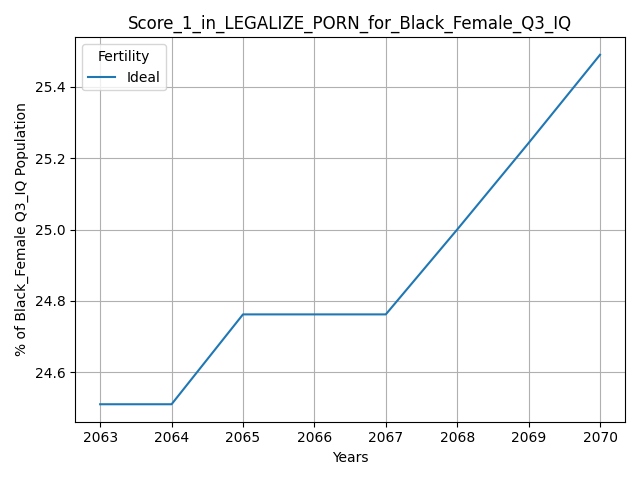 Score_1_in_LEGALIZE_PORN_for_Black_Female_Q3_IQ
Fertility
Ideal
% of Black_Female Q3_IQ Population
25.4
25.2
25.0
24.8
24.6
2063 2064 2065 2066 2067 2068 2069 2070
Years